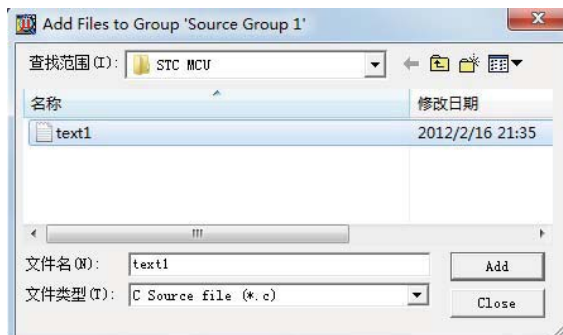 Add Files to Group 'Source Group 1'
查找范围(I): STC MCU
名称 修改日期
text1 2012/2/16 21:35
文件名(N): text1 Add
文件类型(T): C Source file (*.c) Close